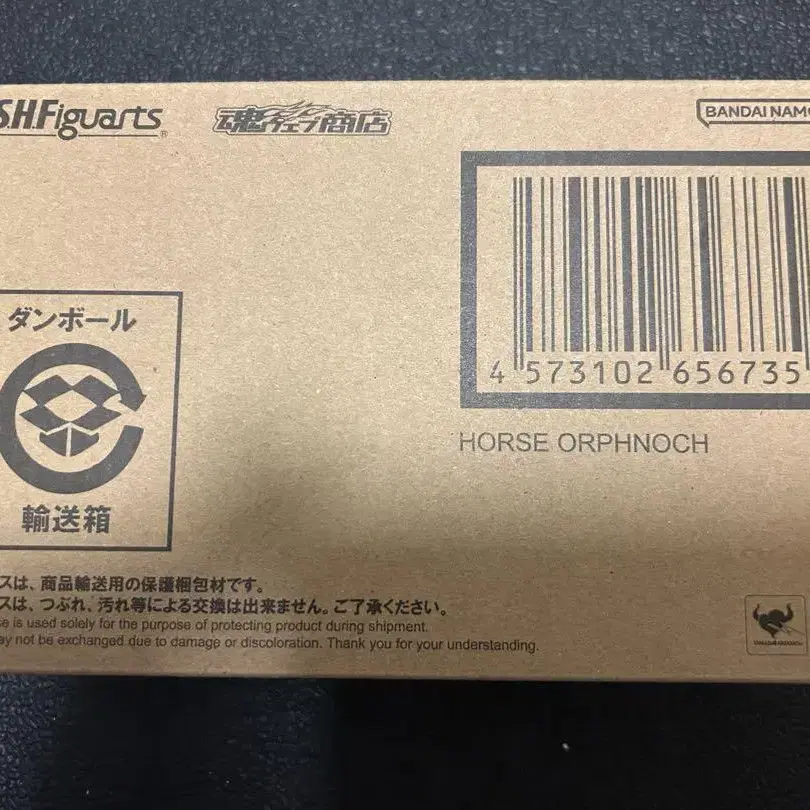 S.H.Figuarts
魂ウェブ商店
BANDAI NAMCO
ダンボール
輸送箱
4 573102 656735
HORSE ORPHNOCH
スは、商品輸送用の保護梱包材です。
スは、つぶれ、汚れ等による交換は出来ません。ご了承ください。
se is used solely for the purpose of protecting product during shipment.
may not be exchanged due to damage or discoloration. Thank you for your understanding.